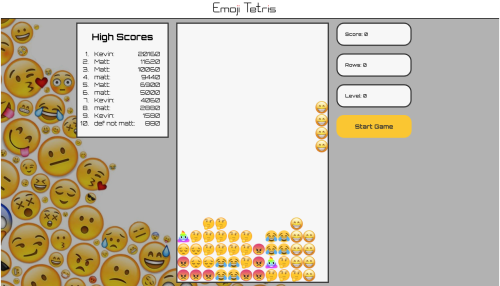 Emoji Tetris
High Scores
1. Kevin: 20160
2. Matt: 11620
3. Matt: 10060
4. matt: 9440
5. Matt: 6900
6. matt: 5000
7. Kevin: 4060
8. matt: 2860
9. Kevin: 1580
10. def not matt: 880
Score: 0
Rows: 0
Level: 0
Start Game